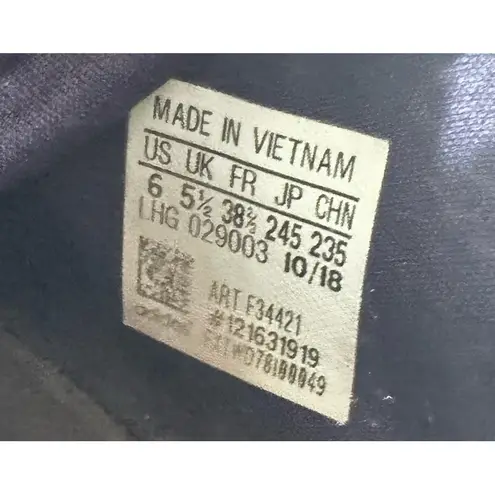 MADE IN VIETNAM
US UK FR JP CHN
6 5½ 38⅔ 245 235
LHG 029003 10/18
ART F34421
#121631919
adidas